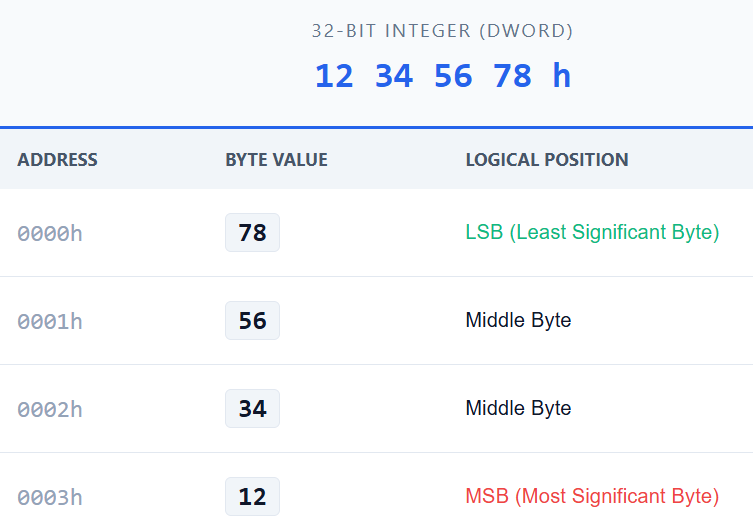 32-BIT INTEGER (DWORD)
12 34 56 78 h
ADDRESS BYTE VALUE LOGICAL POSITION
0000h 78 LSB (Least Significant Byte)
0001h 56 Middle Byte
0002h 34 Middle Byte
0003h 12 MSB (Most Significant Byte)